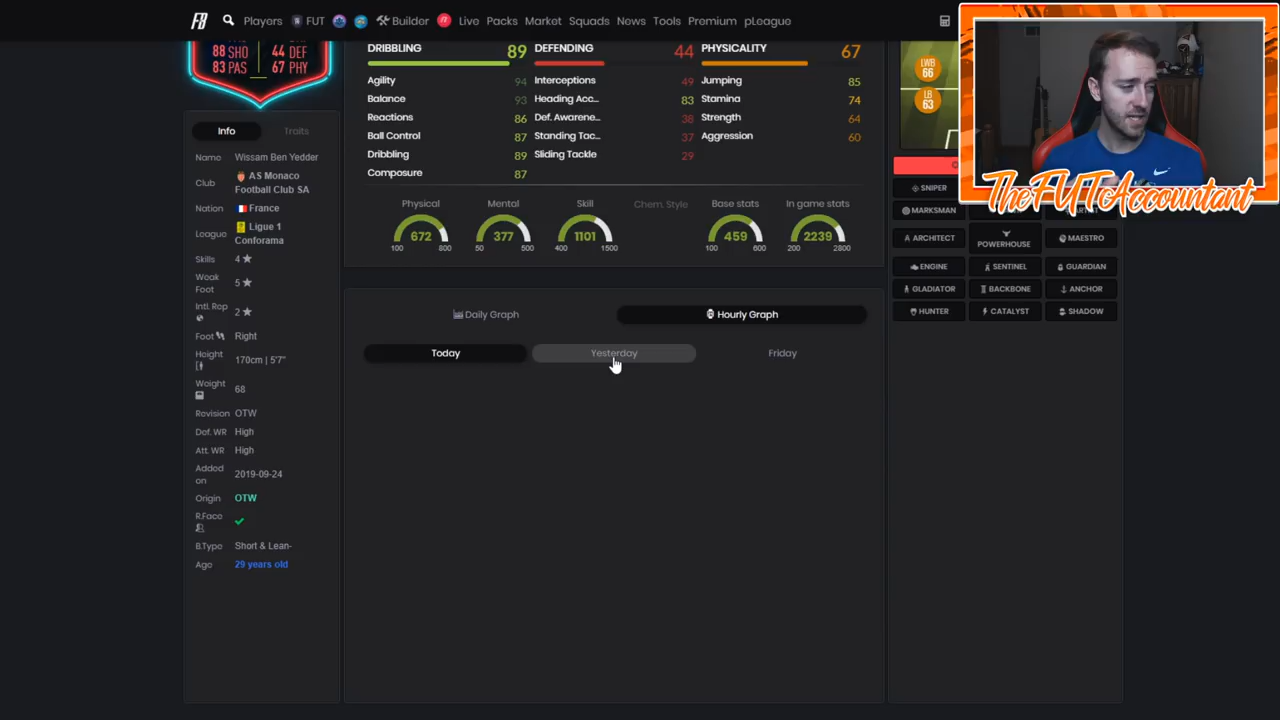 FB Players FUT Builder Live Packs Market Squads News Tools Premium pLeague
88 SHO 44 DEF
83 PAS 67 PHY
DRIBBLING 89 DEFENDING 44 PHYSICALITY 67
Agility 94 Interceptions 49 Jumping 85
Balance 93 Heading Acc... 83 Stamina 74
Reactions 86 Def. Awarene... 38 Strength 64
Ball Control 87 Standing Tac... 37 Aggression 60
Dribbling 89 Sliding Tackle 29
Composure 87
Physical Mental Skill Chem. Style Base stats In game stats
672 377 1101 459 2239
100 800 50 500 400 1500 100 600 200 2800
Info Traits
Name Wissam Ben Yedder
Club AS Monaco
Football Club SA
Nation France
League Ligue 1
Conforama
Skills 4
Weak
Foot 5
Intl. Rep 2
Foot Right
Height 170cm | 5'7"
Weight 68
Revision OTW
Def. WR High
Att. WR High
Added
on 2019-09-24
Origin OTW
R.Face
B.Type Short & Lean-
Age 29 years old
Daily Graph Hourly Graph
Today Yesterday Friday
LWB
66
LB
63
SNIPER
MARKSMAN
ARCHITECT POWERHOUSE MAESTRO
ENGINE SENTINEL GUARDIAN
GLADIATOR BACKBONE ANCHOR
HUNTER CATALYST SHADOW
TheFUTAccountant